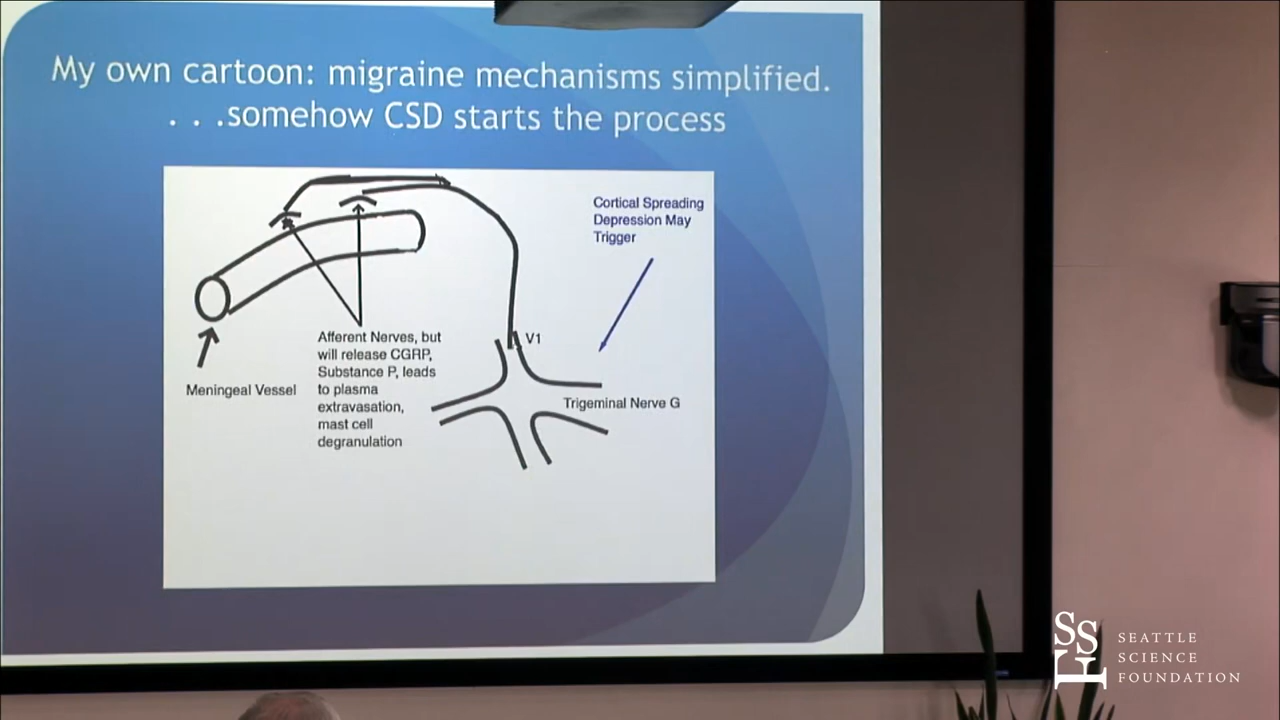 My own cartoon: migraine mechanisms simplified.
. . .somehow CSD starts the process
Cortical Spreading
Depression May
Trigger
Afferent Nerves, but
will release CGRP,
Substance P, leads
to plasma
extravasation,
mast cell
degranulation
V1
Meningeal Vessel
Trigeminal Nerve G
SSF
SEATTLE
SCIENCE
FOUNDATION